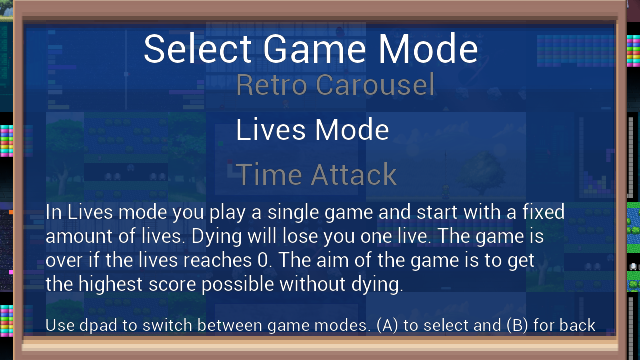 Select Game Mode
Retro Carousel
Lives Mode
Time Attack
In Lives mode you play a single game and start with a fixed
amount of lives. Dying will lose you one live. The game is
over if the lives reaches 0. The aim of the game is to get
the highest score possible without dying.
Use dpad to switch between game modes. (A) to select and (B) for back